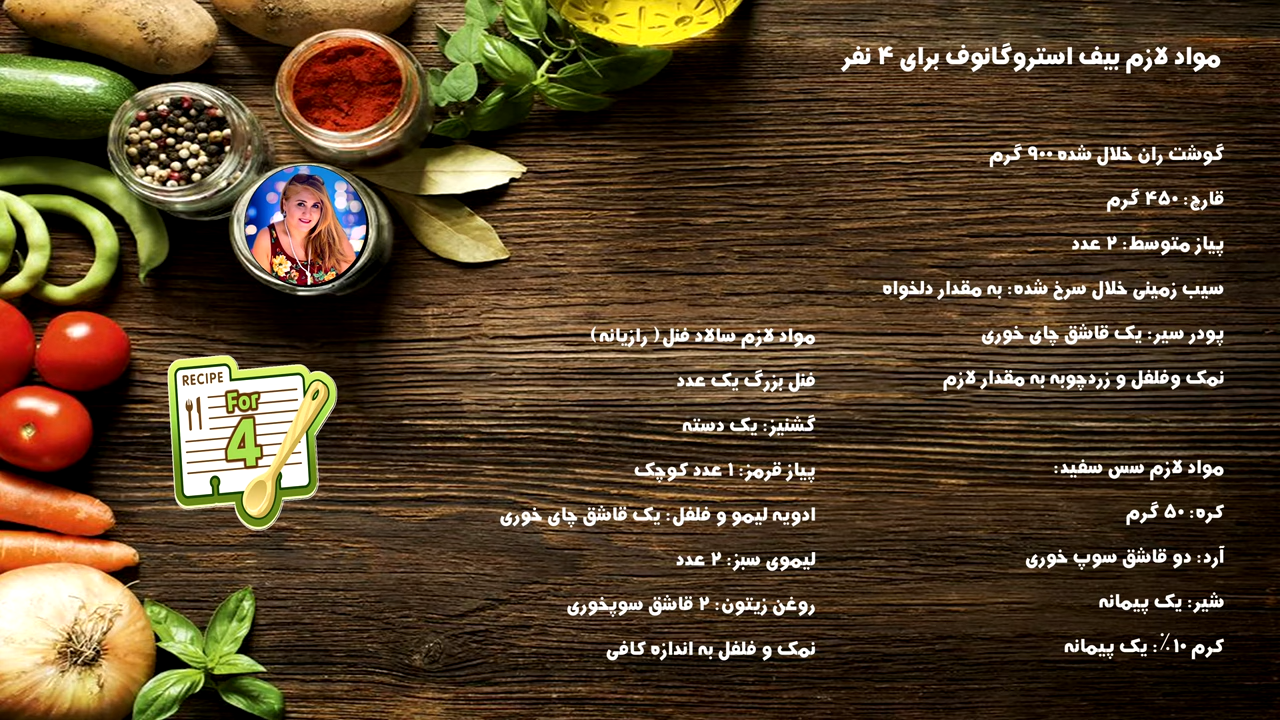 مواد لازم بیف استروگانوف برای ۴ نفر
گوشت ران خلال شده ۹۰۰ گرم
قارچ: ۴۵۰ گرم
پیاز متوسط: ۲ عدد
سیب زمینی خلال سرخ شده: به مقدار دلخواه
پودر سیر: یک قاشق چای خوری
نمک وفلفل و زردچوبه به مقدار لازم
مواد لازم سس سفید:
کره: ۵۰ گرم
آرد: دو قاشق سوپ خوری
شیر: یک پیمانه
کرم ۱۰٪: یک پیمانه
مواد لازم سالاد فنل( رازیانه)
فنل بزرگ یک عدد
گشنیز: یک دسته
پیاز قرمز: ۱ عدد کوچک
ادویه لیمو و فلفل: یک قاشق چای خوری
لیموی سبز: ۲ عدد
روغن زیتون: ۲ قاشق سوپخوری
نمک و فلفل به اندازه کافی
RECIPE
For
4